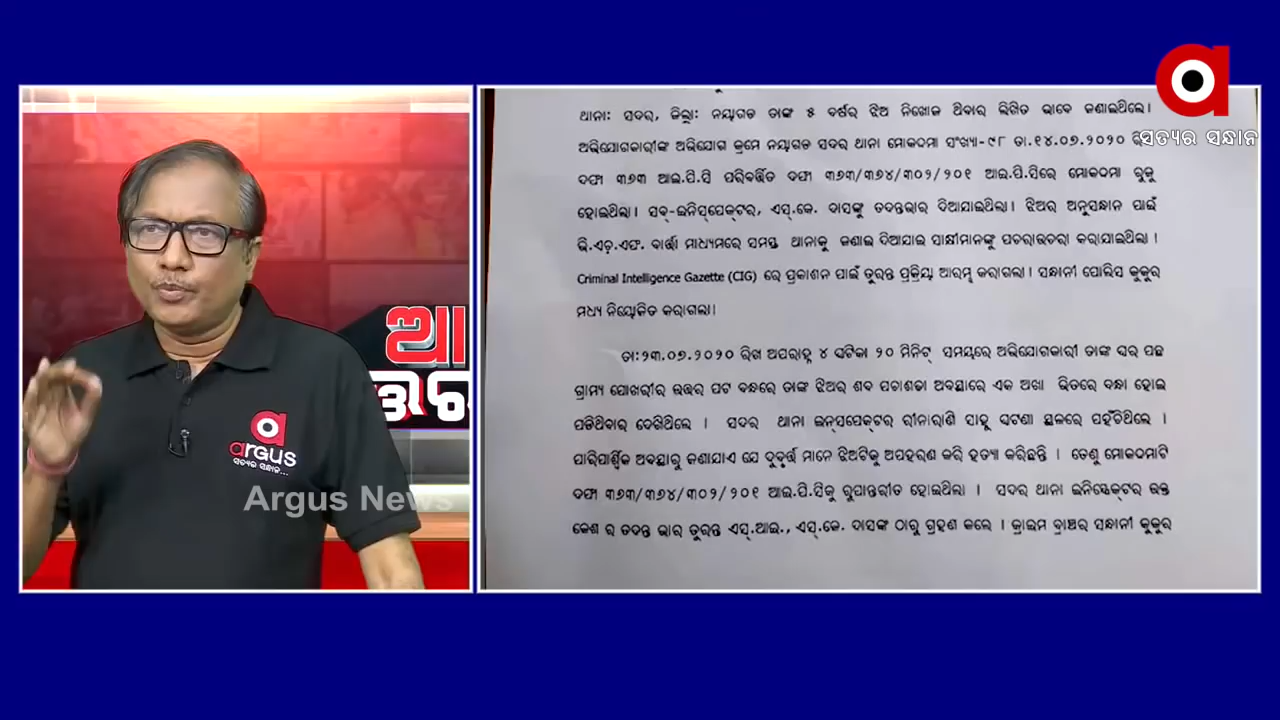 ସତ୍ୟର ସନ୍ଧାନ
ଆ
ଉଚ
argus
ସତ୍ୟର ସନ୍ଧାନ...
Argus News
ଥାନା: ସଦର, ଜିଲ୍ଲା: ନୟାଗଡ ତାଙ୍କ ୫ ବର୍ଷର ଝିଅ ନିଖୋଜ ଥିବାର ଲିଖିତ ଭାବେ ଜଣାଇଥିଲେ।
ଅଭିଯୋଗକାରୀଙ୍କ ଅଭିଯୋଗ କ୍ରମେ ନୟାଗଡ ସଦର ଥାନା ମୋକଦମା ସଂଖ୍ୟା-୯୮ ତା.୧୪.୦୭.୨୦୨୦
ଦଫା ୩୬୩ ଆଇ.ପି.ସି ପରିବର୍ତ୍ତିତ ଦଫା ୩୬୩/୩୬୪/୩୦୨/୨୦୧ ଆଇ.ପି.ସିରେ ମୋକଦମା ରୁଜୁ
ହୋଇଥିଲା। ସବ୍-ଇନିସ୍‌ପେକ୍‌ଟର, ଏସ୍.କେ. ଦାସଙ୍କୁ ତଦନ୍ତଭାର ଦିଆଯାଇଥିଲା। ଝିଅର ଅନୁସନ୍ଧାନ ପାଇଁ
ଭି.ଏଚ୍.ଏଫ. ବାର୍ତ୍ତା ମାଧ୍ୟମରେ ସମସ୍ତ ଥାନାକୁ ଜଣାଇ ଦିଆଯାଇ ସାକ୍ଷୀମାନଙ୍କୁ ପଚରାଉଚରା କରାଯାଇଥିଲା ।
Criminal Intelligence Gazette (CIG) ରେ ପ୍ରକାଶନ ପାଇଁ ତୁରନ୍ତ ପ୍ରକ୍ରିୟା ଆରମ୍ଭ କରାଗଲା। ସନ୍ଧାନୀ ପୋଲିସ କୁକୁର
ମଧ୍ୟ ନିୟୋଜିତ କରାଗଲା।
ତା:୨୩.୦୭.୨୦୨୦ ରିଖ ଅପରାହ୍ନ ୪ ଘଟିକା ୨୦ ମିନିଟ୍ ସମୟରେ ଅଭିଯୋଗକାରୀ ତାଙ୍କ ଘର ପଛ
ଗ୍ରାମ୍ୟ ପୋଖରୀର ଉତ୍ତର ପଟ ବନ୍ଧରେ ତାଙ୍କ ଝିଅର ଶବ ପଚାଶଢା ଅବସ୍ଥାରେ ଏକ ଅଖା ଭିତରେ ବନ୍ଧା ହୋଇ
ପଡିଥିବାର ଦେଖିଥିଲେ । ସଦର ଥାନା ଇନ୍‌ସପେକ୍‌ଟର ରୀନାରାଣି ସାହୁ ଘଟଣା ସ୍ଥଳରେ ପହଁଚିଥିଲେ ।
ପାରିପାର୍ଶ୍ଵିକ ଅବସ୍ଥାରୁ ଜଣାଯାଏ ଯେ ଦୁବୃର୍ତ୍ତ ମାନେ ଝିଅଟିକୁ ଅପହରଣ କରି ହତ୍ୟା କରିଛନ୍ତି । ତେଣୁ ମୋକଦମାଟି
ଦଫା ୩୬୩/୩୬୪/୩୦୨/୨୦୧ ଆଇ.ପି.ସିକୁ ରୁପାନ୍ତରୀତ ହୋଇଥିଲା । ସଦର ଥାନା ଇନିସ୍ପେକ୍‌ଟର ଉକ୍ତ
କେଶ ର ତଦନ୍ତ ଭାର ତୁରନ୍ତ ଏସ୍.ଆଇ., ଏସ୍.କେ. ଦାସଙ୍କ ଠାରୁ ଗ୍ରହଣ କଲେ । କ୍ରାଇମ ବ୍ରାଞ୍ଚର ସନ୍ଧାନୀ କୁକୁର